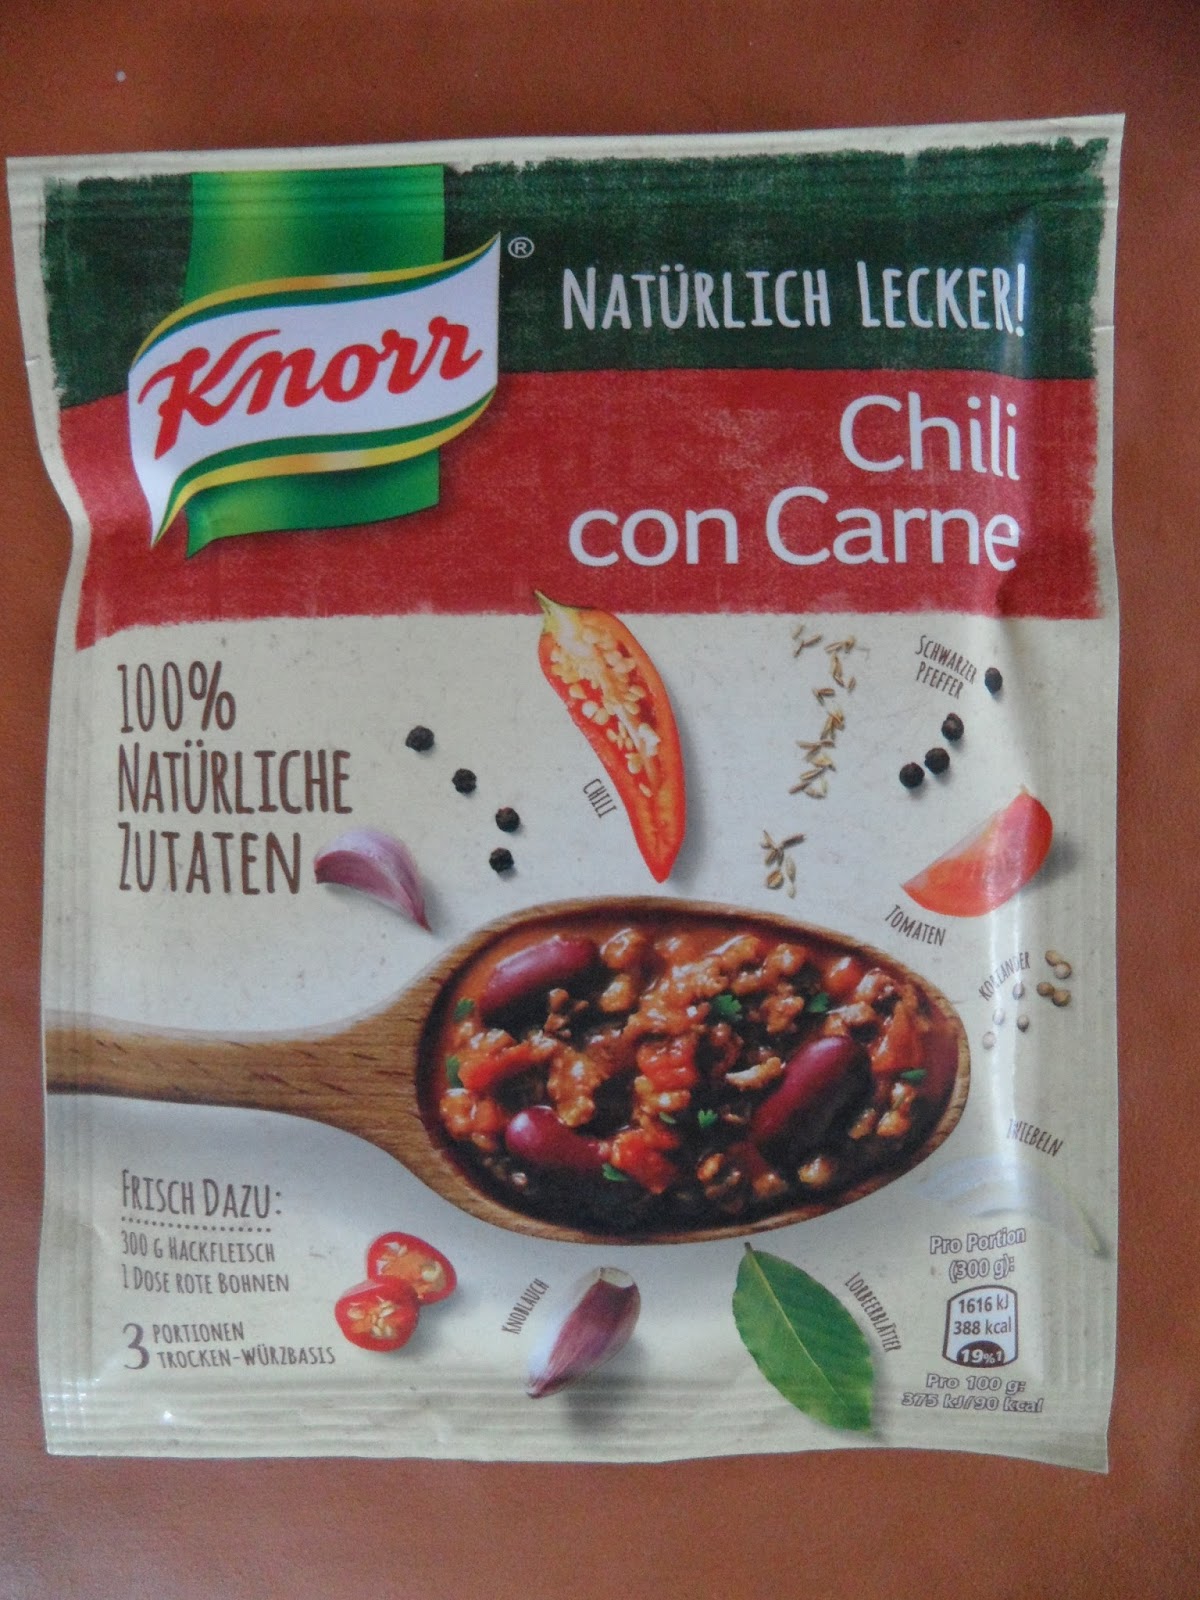 Knorr®
NATÜRLICH LECKER!
Chili
con Carne
100%
NATÜRLICHE
ZUTATEN
CHILI
SCHWARZER
PFEFFER
TOMATEN
KORIANDER
ZWIEBELN
FRISCH DAZU:
300 G HACKFLEISCH
1 DOSE ROTE BOHNEN
3 PORTIONEN
TROCKEN-WÜRZBASIS
KNOBLAUCH
LORBEERBLÄTTER
Pro Portion
(300 g):
1616 kJ
388 kcal
19%1
Pro 100 g:
375 kJ/90 kcal